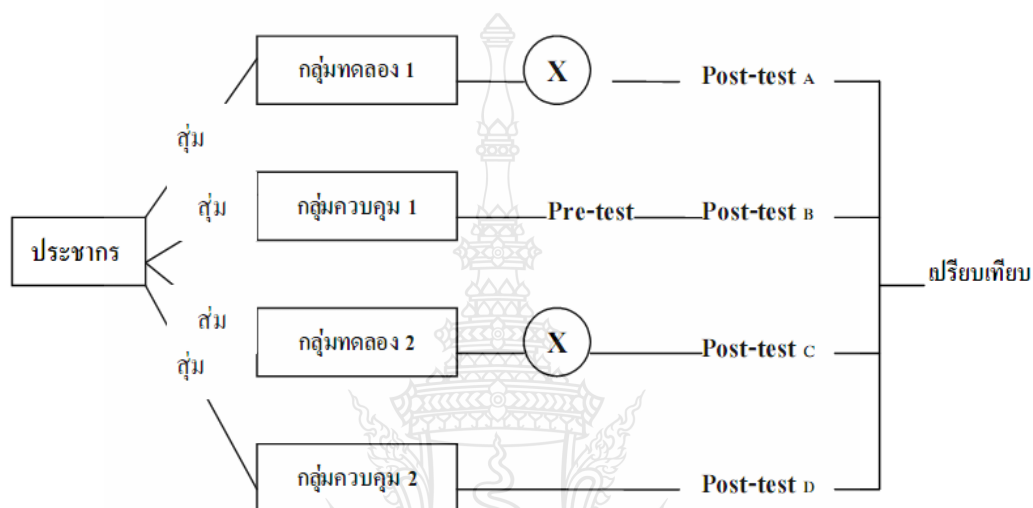 กลุ่มทดลอง 1 X Post-test A
สุ่ม
สุ่ม กลุ่มควบคุม 1 Pre-test Post-test B
ประชากร
เปรียบเทียบ
ส่ม กลุ่มทดลอง 2 X Post-test C
สุ่ม
กลุ่มควบคุม 2 Post-test D